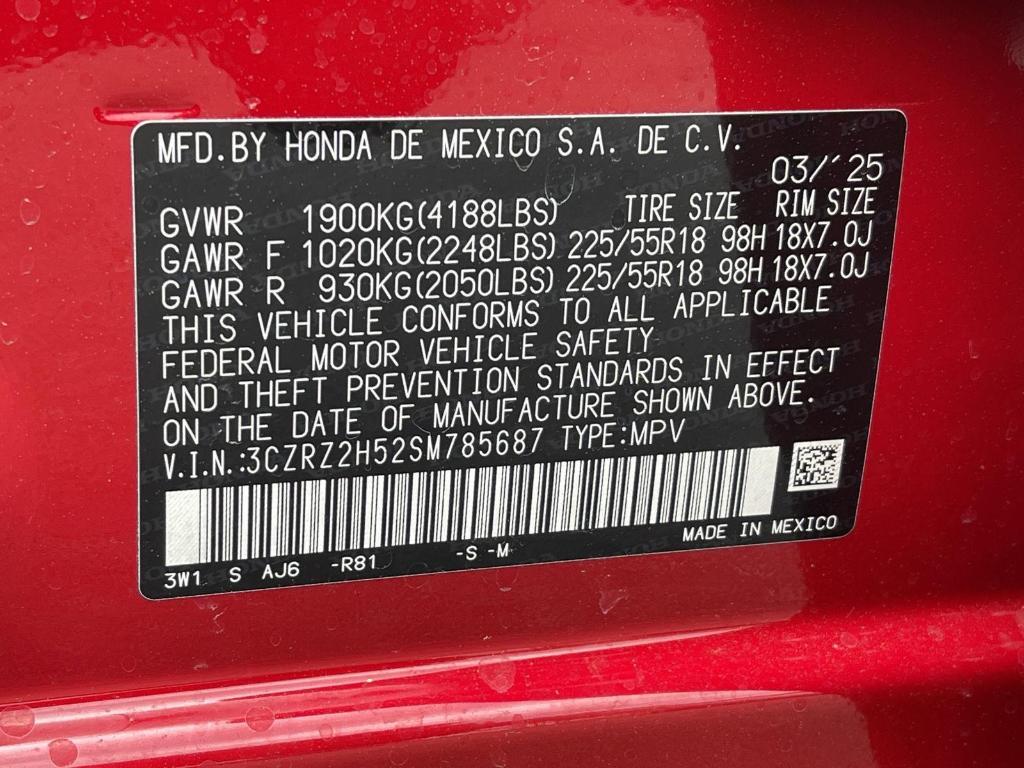 MFD.BY HONDA DE MEXICO S.A. DE C.V.
03/´25
GVWR 1900KG(4188LBS) TIRE SIZE RIM SIZE
GAWR F 1020KG(2248LBS) 225/55R18 98H 18X7.0J
GAWR R 930KG(2050LBS) 225/55R18 98H 18X7.0J
THIS VEHICLE CONFORMS TO ALL APPLICABLE
FEDERAL MOTOR VEHICLE SAFETY
AND THEFT PREVENTION STANDARDS IN EFFECT
ON THE DATE OF MANUFACTURE SHOWN ABOVE.
V.I.N.:3CZRZ2H52SM785687 TYPE:MPV
MADE IN MEXICO
3W1 S AJ6 -R81 -S -M